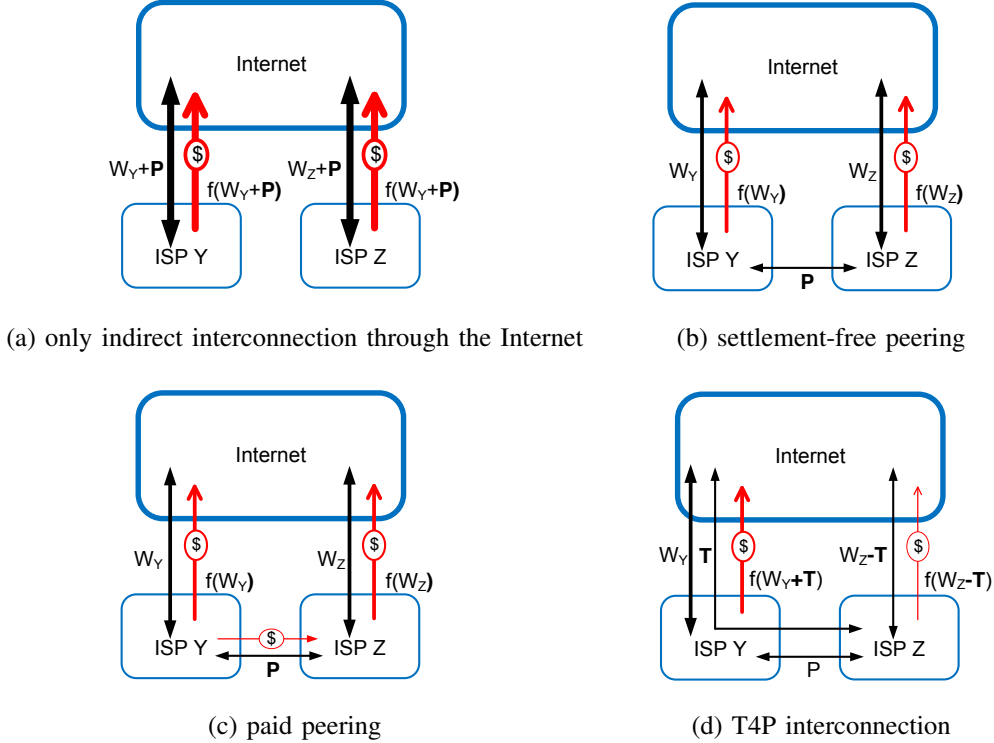 Internet
W_Y+P
$
f(W_Y+P)
W_Z+P
$
f(W_Y+P)
ISP Y
ISP Z
(a) only indirect interconnection through the Internet
Internet
W_Y
$
f(W_Y)
W_Z
$
f(W_Z)
ISP Y
ISP Z
P
(b) settlement-free peering
Internet
W_Y
$
f(W_Y)
W_Z
$
f(W_Z)
$
ISP Y
ISP Z
P
(c) paid peering
Internet
W_Y
T
$
f(W_Y+T)
W_Z-T
$
f(W_Z-T)
ISP Y
ISP Z
P
(d) T4P interconnection